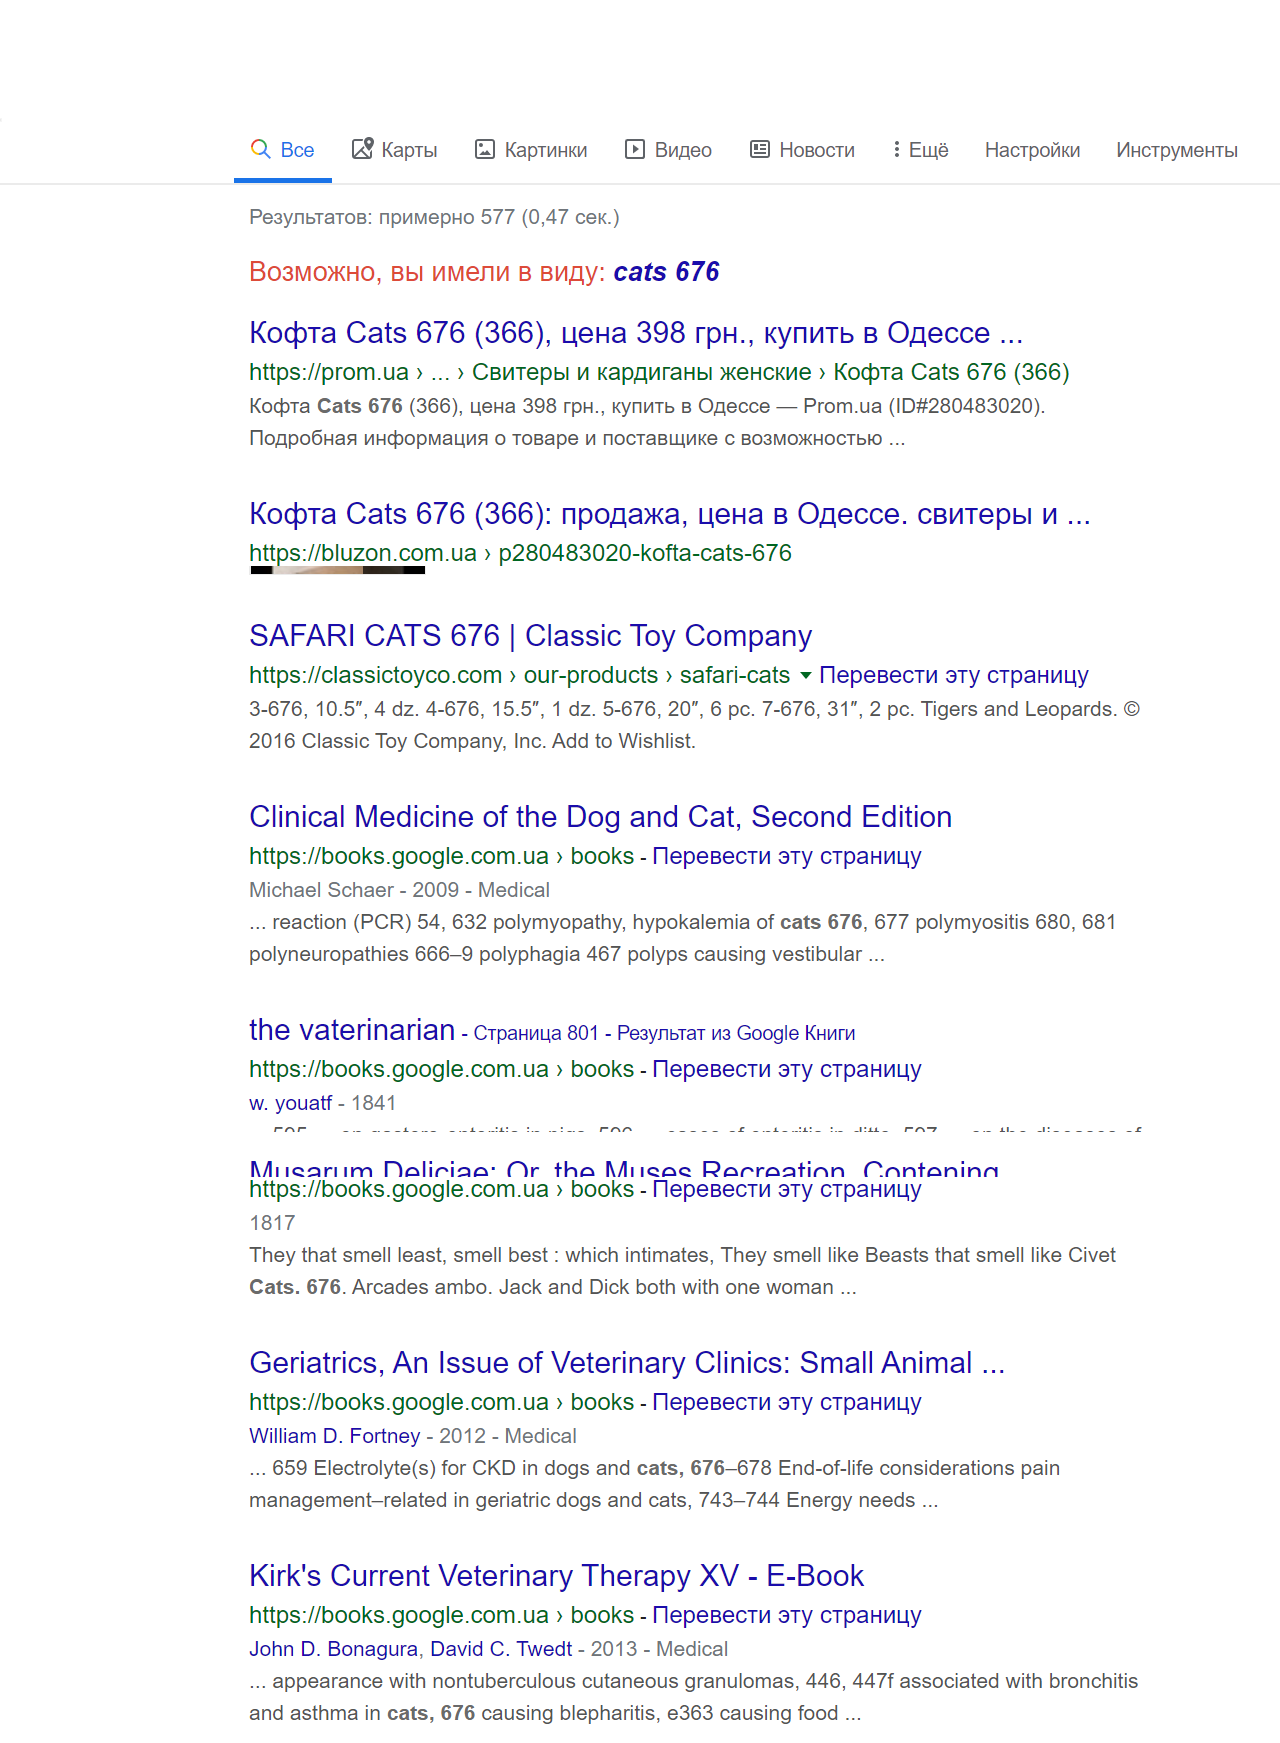 Все Карты Картинки Видео Новости Ещё Настройки Инструменты
Результатов: примерно 577 (0,47 сек.)
Возможно, вы имели в виду: cats 676
Кофта Cats 676 (366), цена 398 грн., купить в Одессе ...
https://prom.ua › ... › Свитеры и кардиганы женские › Кофта Cats 676 (366)
Кофта Cats 676 (366), цена 398 грн., купить в Одессе — Prom.ua (ID#280483020).
Подробная информация о товаре и поставщике с возможностью ...
Кофта Cats 676 (366): продажа, цена в Одессе. свитеры и ...
https://bluzon.com.ua › p280483020-kofta-cats-676
SAFARI CATS 676 | Classic Toy Company
https://classictoyco.com › our-products › safari-cats Перевести эту страницу
3-676, 10.5″, 4 dz. 4-676, 15.5″, 1 dz. 5-676, 20″, 6 pc. 7-676, 31″, 2 pc. Tigers and Leopards. ©
2016 Classic Toy Company, Inc. Add to Wishlist.
Clinical Medicine of the Dog and Cat, Second Edition
https://books.google.com.ua › books - Перевести эту страницу
Michael Schaer - 2009 - Medical
... reaction (PCR) 54, 632 polymyopathy, hypokalemia of cats 676, 677 polymyositis 680, 681
polyneuropathies 666–9 polyphagia 467 polyps causing vestibular ...
the vaterinarian - Страница 801 - Результат из Google Книги
https://books.google.com.ua › books - Перевести эту страницу
w. youatf - 1841
Musarum Deliciae: Or, the Muses Recreation, Contening
https://books.google.com.ua › books - Перевести эту страницу
1817
They that smell least, smell best : which intimates, They smell like Beasts that smell like Civet
Cats. 676. Arcades ambo. Jack and Dick both with one woman ...
Geriatrics, An Issue of Veterinary Clinics: Small Animal ...
https://books.google.com.ua › books - Перевести эту страницу
William D. Fortney - 2012 - Medical
... 659 Electrolyte(s) for CKD in dogs and cats, 676–678 End-of-life considerations pain
management–related in geriatric dogs and cats, 743–744 Energy needs ...
Kirk's Current Veterinary Therapy XV - E-Book
https://books.google.com.ua › books - Перевести эту страницу
John D. Bonagura, David C. Twedt - 2013 - Medical
... appearance with nontuberculous cutaneous granulomas, 446, 447f associated with bronchitis
and asthma in cats, 676 causing blepharitis, e363 causing food ...